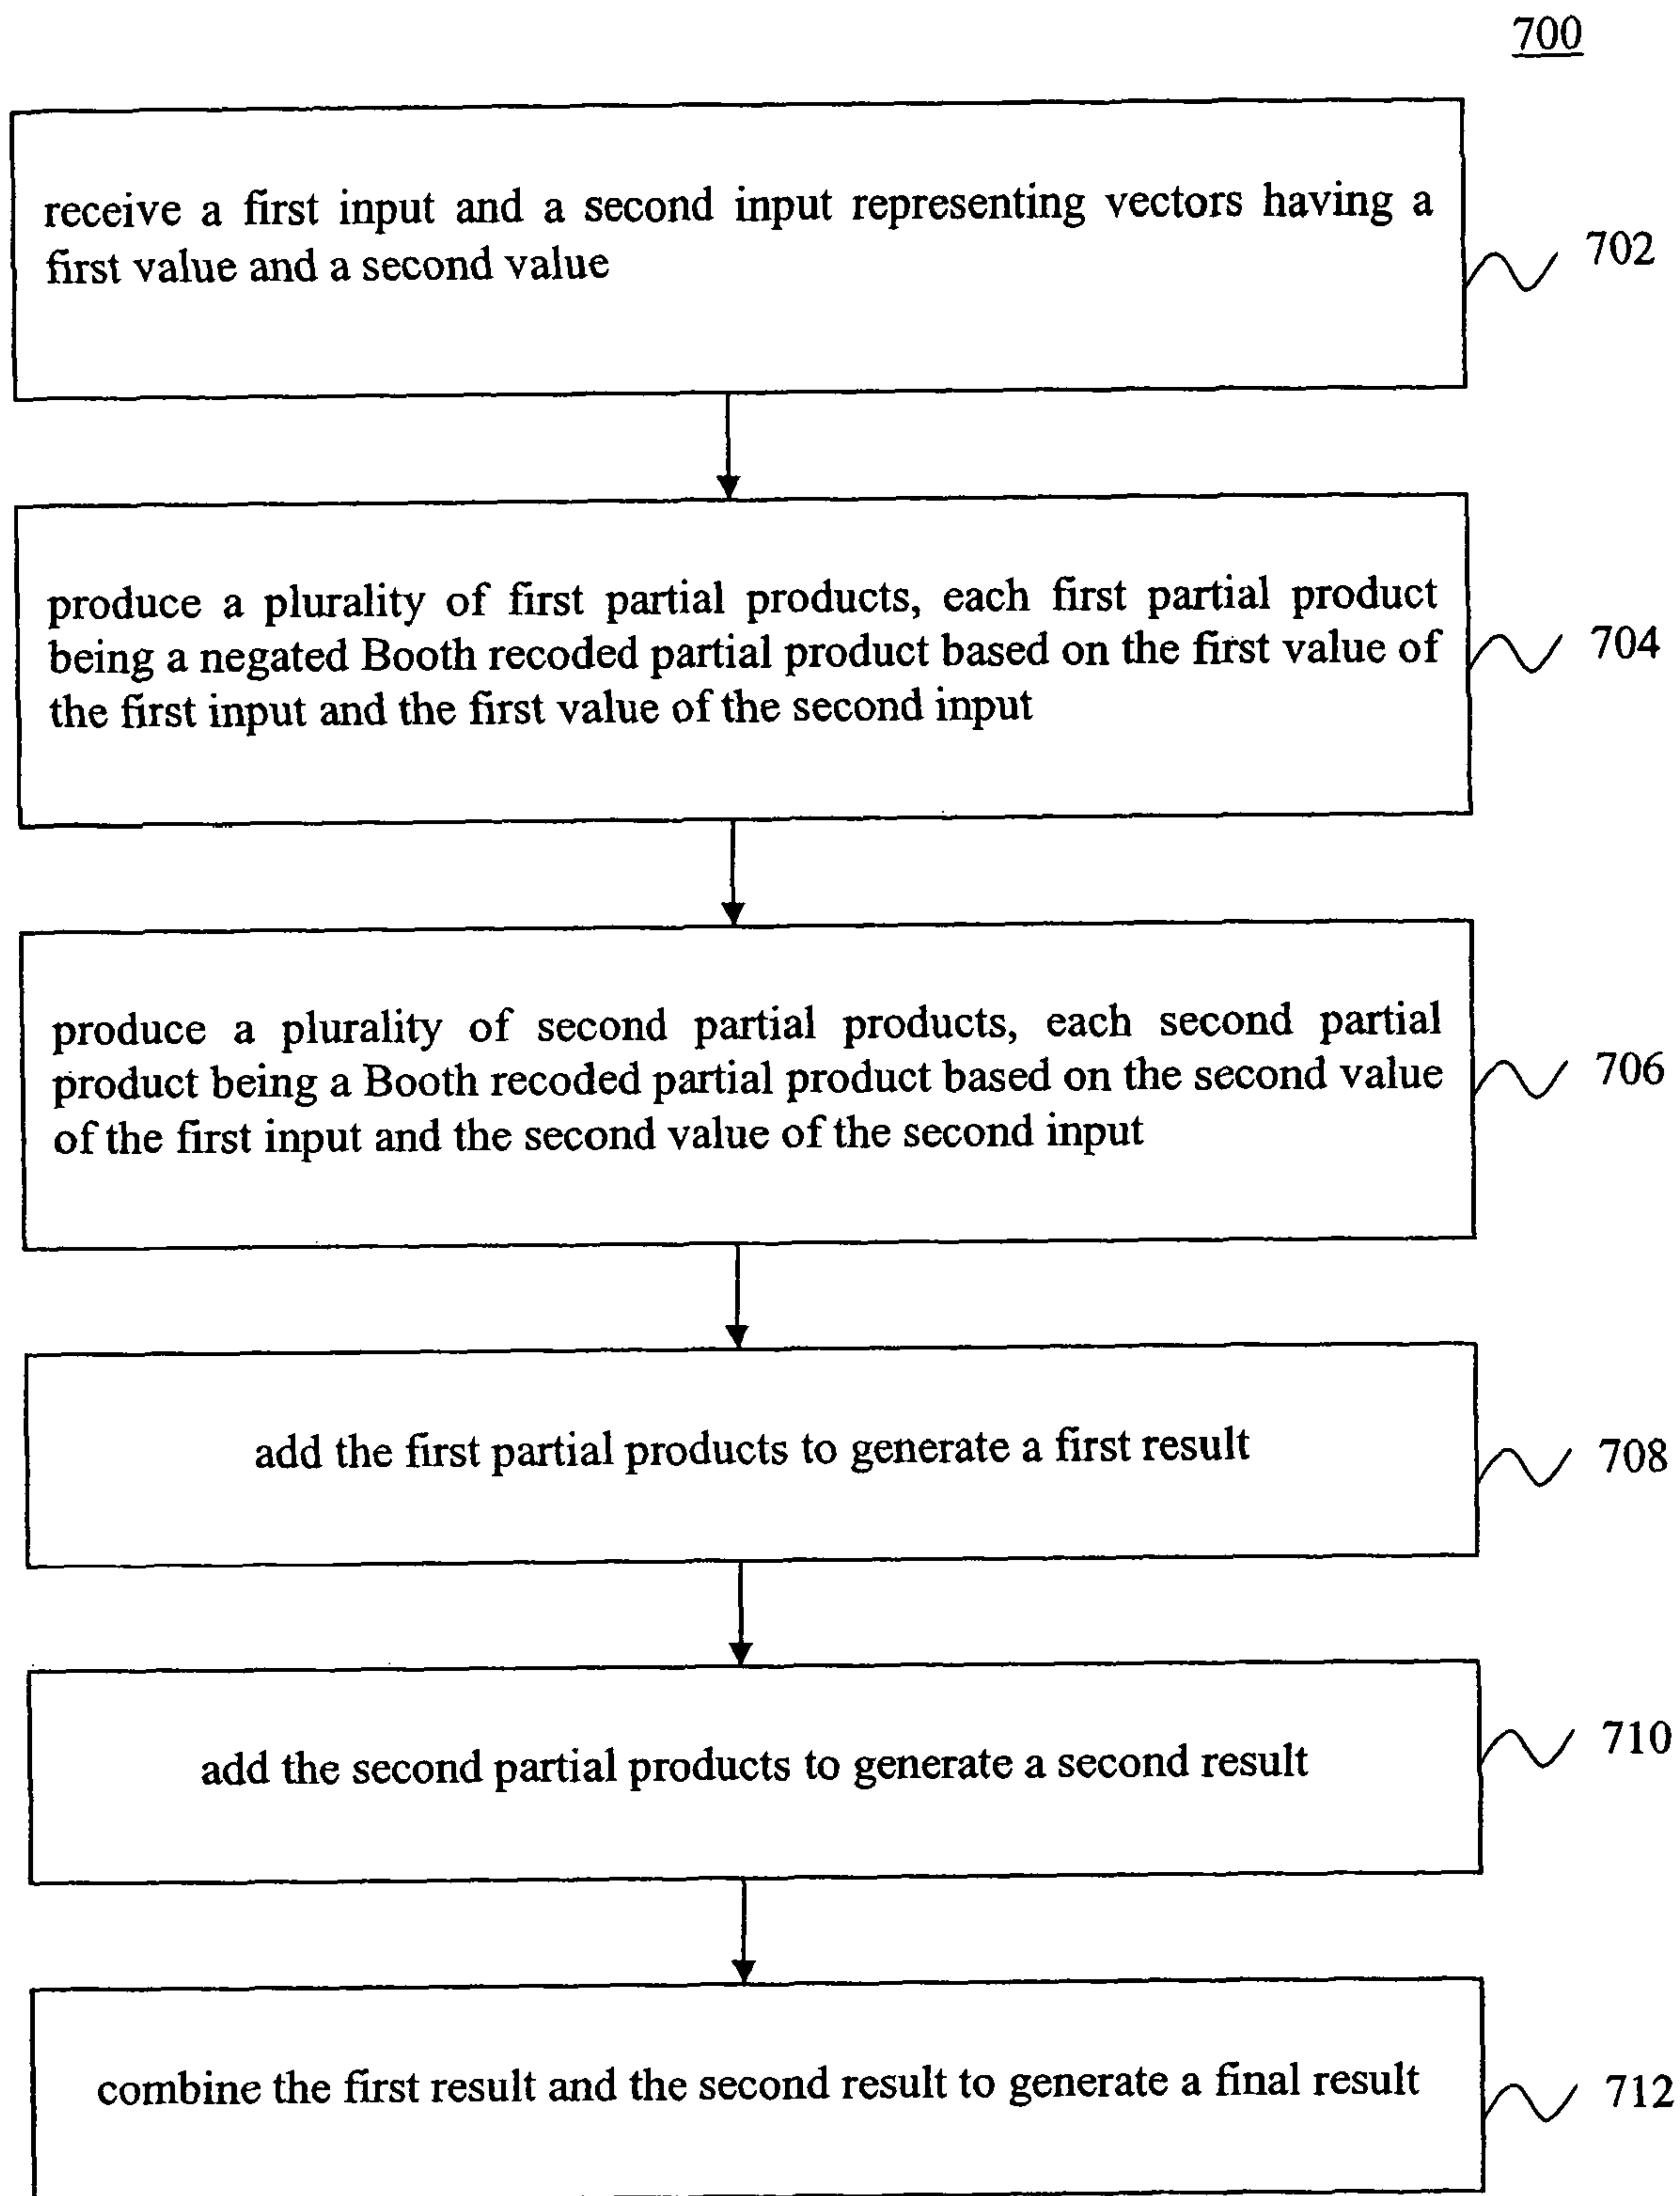 700
receive a first input and a second input representing vectors having a
first value and a second value
702
produce a plurality of first partial products, each first partial product
being a negated Booth recoded partial product based on the first value of
the first input and the first value of the second input
704
produce a plurality of second partial products, each second partial
product being a Booth recoded partial product based on the second value
of the first input and the second value of the second input
706
add the first partial products to generate a first result
708
add the second partial products to generate a second result
710
combine the first result and the second result to generate a final result
712